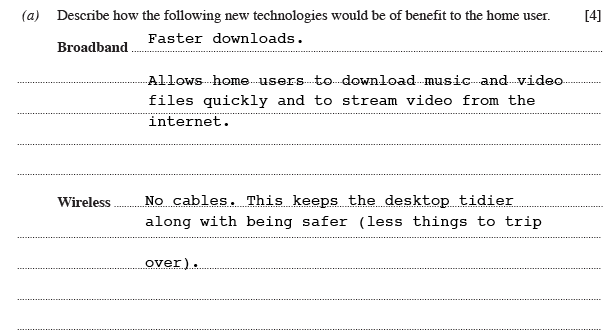 (a) Describe how the following new technologies would be of benefit to the home user. [4]
Broadband Faster downloads.
Allows home users to download music and video
files quickly and to stream video from the
internet.
Wireless No cables. This keeps the desktop tidier
along with being safer (less things to trip
over).